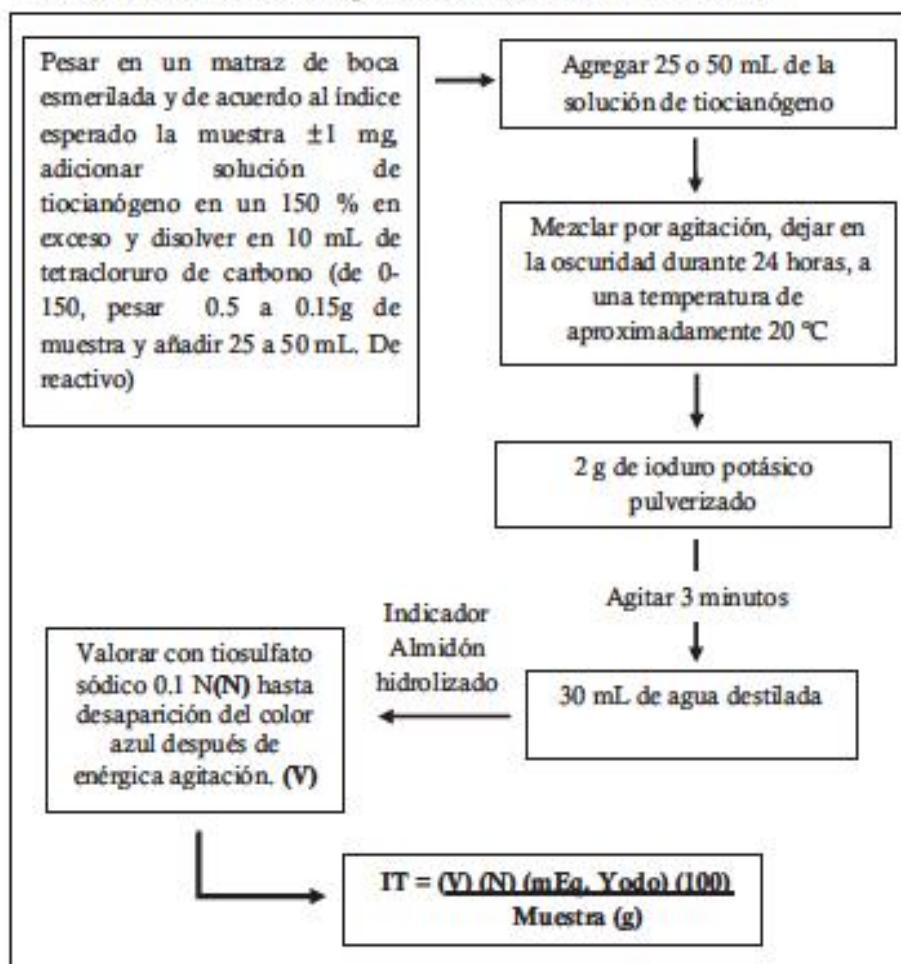 Pesar en un matraz de boca
esmerilada y de acuerdo al índice
esperado la muestra ±1 mg,
adicionar solución de
tiocianógeno en un 150 % en
exceso y disolver en 10 mL de
tetracloruro de carbono (de 0-
150, pesar 0.5 a 0.15g de
muestra y añadir 25 a 50 mL. De
reactivo)
Agregar 25 o 50 mL de la
solución de tiocianógeno
Mezclar por agitación, dejar en
la oscuridad durante 24 horas, a
una temperatura de
aproximadamente 20 °C
2 g de ioduro potásico
pulverizado
Agitar 3 minutos
30 mL de agua destilada
Indicador
Almidón
hidrolizado
Valorar con tiosulfato
sódico 0.1 N(N) hasta
desaparición del color
azul después de
enérgica agitación. (V)
IT = (V) (N) (mEq. Yodo) (100)
Muestra (g)